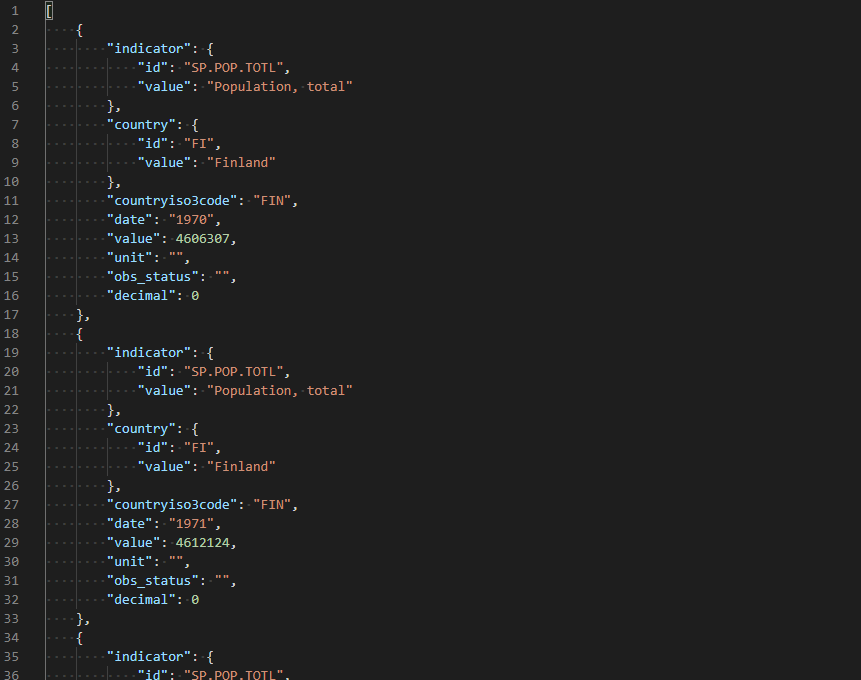 1 [
2 {
3 "indicator": {
4 "id": "SP.POP.TOTL",
5 "value": "Population, total"
6 },
7 "country": {
8 "id": "FI",
9 "value": "Finland"
10 },
11 "countryiso3code": "FIN",
12 "date": "1970",
13 "value": 4606307,
14 "unit": "",
15 "obs_status": "",
16 "decimal": 0
17 },
18 {
19 "indicator": {
20 "id": "SP.POP.TOTL",
21 "value": "Population, total"
22 },
23 "country": {
24 "id": "FI",
25 "value": "Finland"
26 },
27 "countryiso3code": "FIN",
28 "date": "1971",
29 "value": 4612124,
30 "unit": "",
31 "obs_status": "",
32 "decimal": 0
33 },
34 {
35 "indicator": {
36 "id": "SP.POP.TOTL",